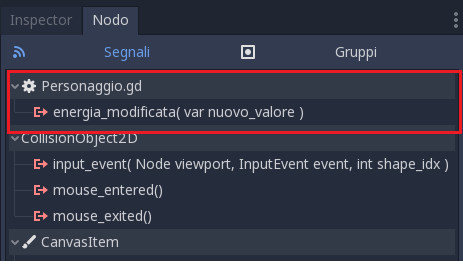 Inspector Nodo
Segnali Gruppi
Personaggio.gd
energia_modificata( var nuovo_valore )
CollisionObject2D
input_event( Node viewport, InputEvent event, int shape_idx )
mouse_entered()
mouse_exited()
CanvasItem